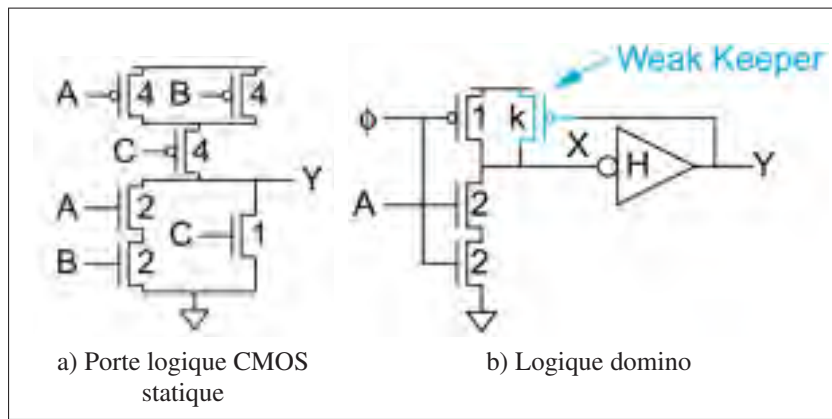 Weak Keeper
A 4 B 4
C 4
A 2
C 1
B 2
Y
ϕ 1 k
X H Y
A 2
2
a) Porte logique CMOS
statique
b) Logique domino